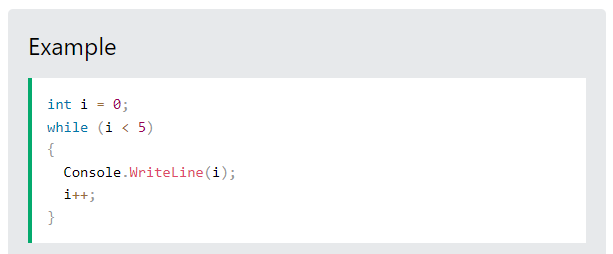 Example
int i = 0;
while (i < 5)
{
  Console.WriteLine(i);
  i++;
}